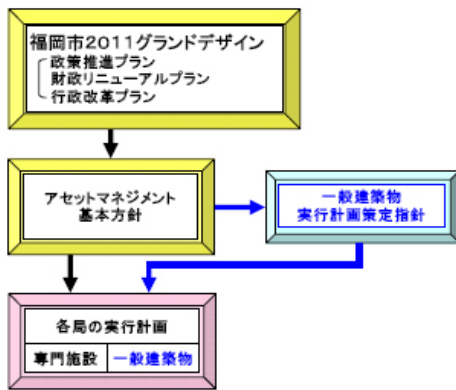 福岡市２０１１グランドデザイン
政策推進プラン
財政リニューアルプラン
行政改革プラン
アセットマネジメント
基本方針
一般建築物
実行計画策定指針
各局の実行計画
専門施設
一般建築物